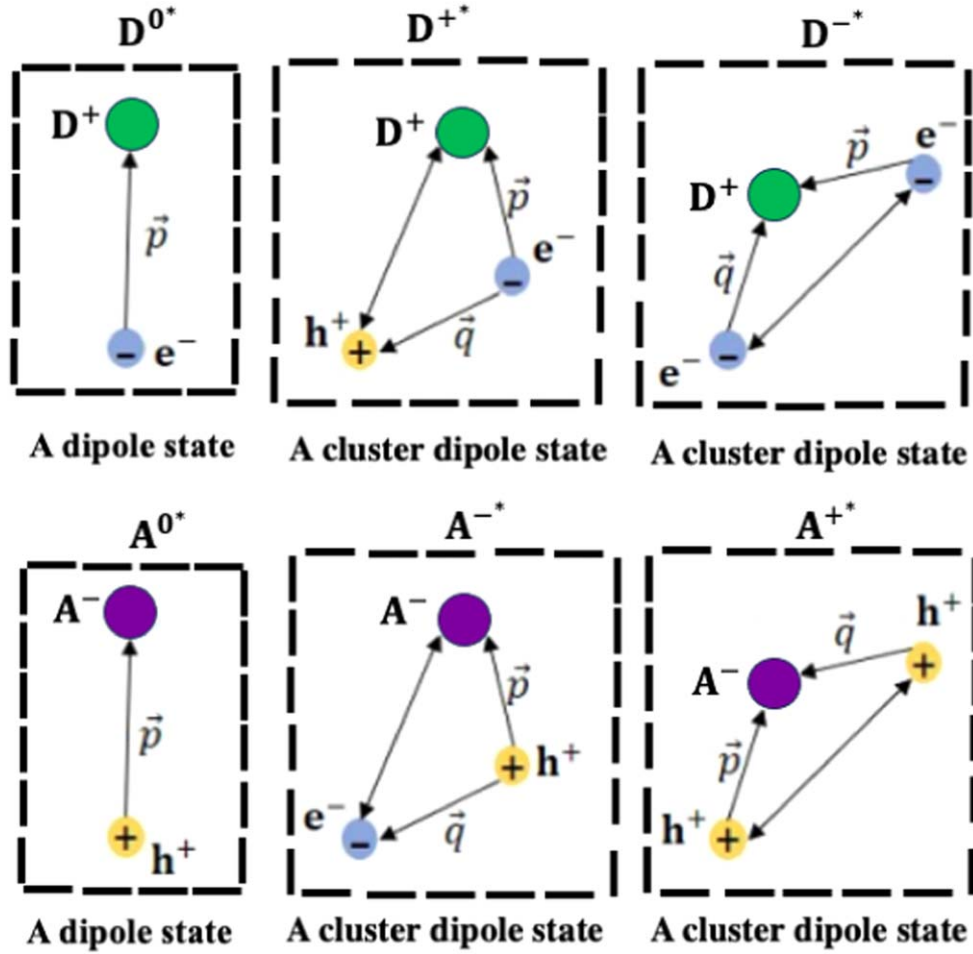 D⁰* D⁺* D⁻*
D⁺
p⃗
− e⁻
D⁺
p⃗
e⁻
−
h⁺
+
q⃗
e⁻
p⃗
−
D⁺
q⃗
e⁻ −
A dipole state
A cluster dipole state
A cluster dipole state
A⁰* A⁻* A⁺*
A⁻
p⃗
+ h⁺
A⁻
p⃗
+ h⁺
e⁻
−
q⃗
h⁺
q⃗
+
A⁻
p⃗
h⁺ +
A dipole state
A cluster dipole state
A cluster dipole state